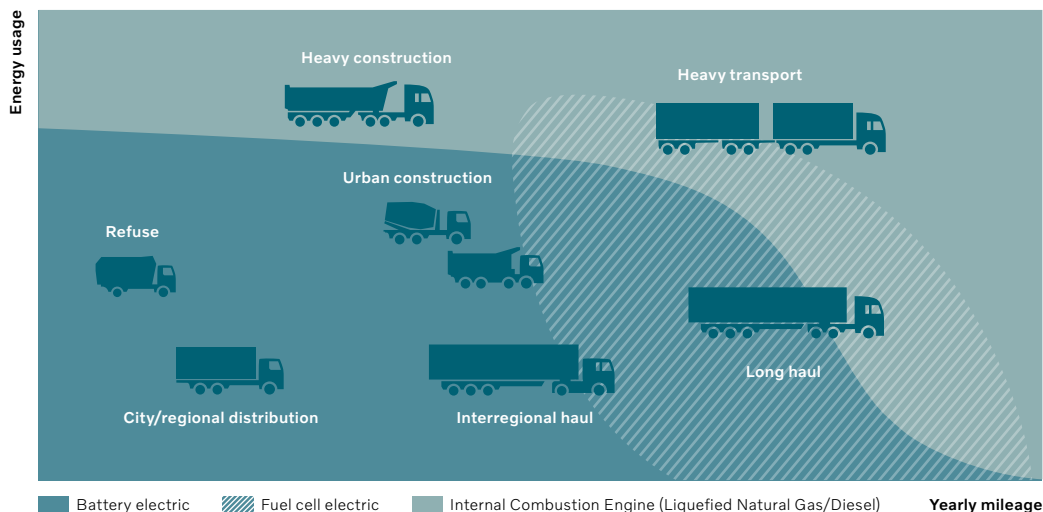 Energy usage
Heavy construction
Heavy transport
Urban construction
Refuse
Long haul
City/regional distribution
Interregional haul
Battery electric
Fuel cell electric
Internal Combustion Engine (Liquefied Natural Gas/Diesel)
Yearly mileage